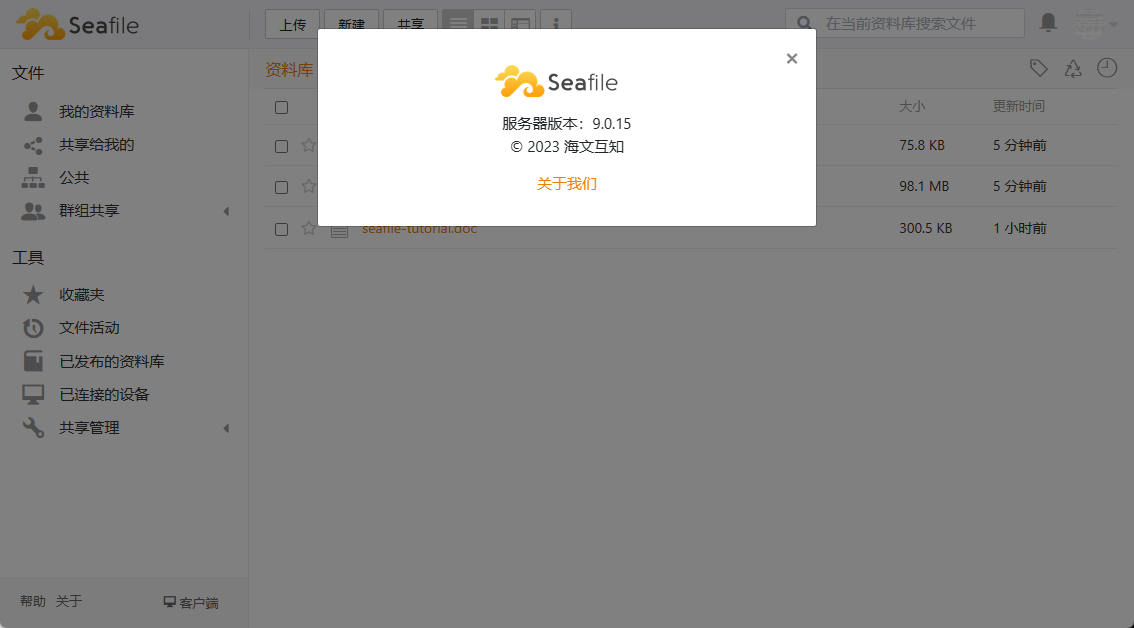 Seafile
上传 新建 共享
在当前资料库搜索文件
文件
我的资料库
共享给我的
公共
群组共享
工具
收藏夹
文件活动
已发布的资料库
已连接的设备
共享管理
帮助 关于 客户端
资料库
大小 更新时间
75.8 KB 5 分钟前
98.1 MB 5 分钟前
seafile-tutorial.doc 300.5 KB 1 小时前
×
Seafile
服务器版本：9.0.15
© 2023 海文互知
关于我们